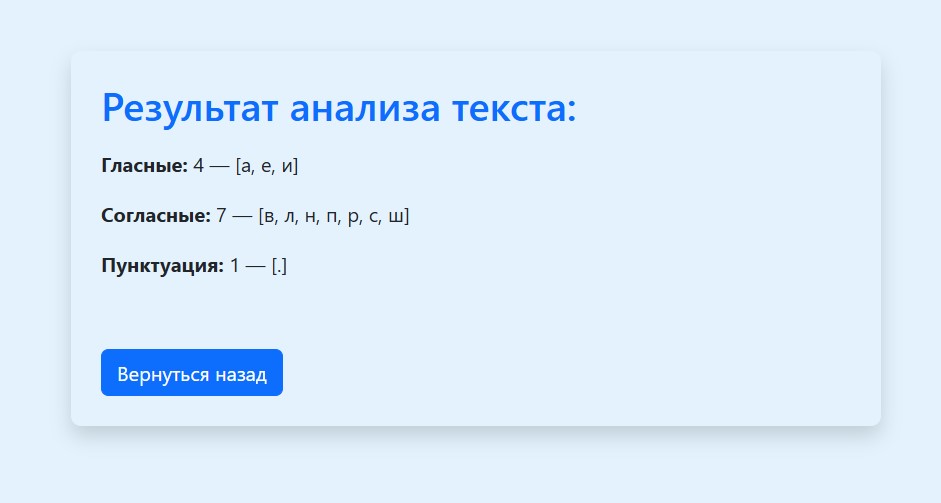 Результат анализа текста:
Гласные: 4 — [а, е, и]
Согласные: 7 — [в, л, н, п, р, с, ш]
Пунктуация: 1 — [.]
Вернуться назад